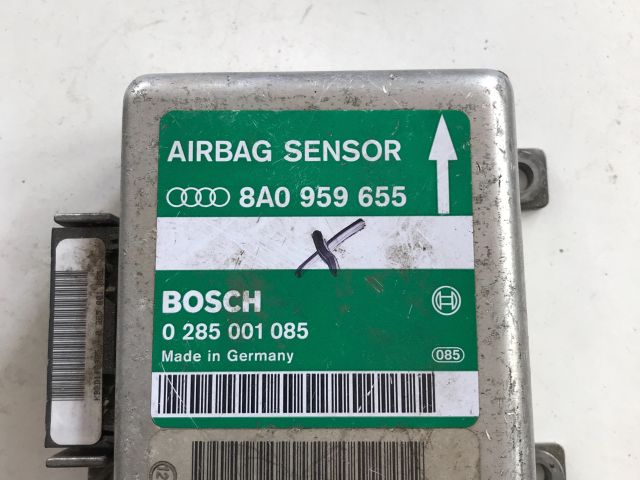 AIRBAG SENSOR
8A0 959 655
X
BOSCH
0 285 001 085
Made in Germany
085